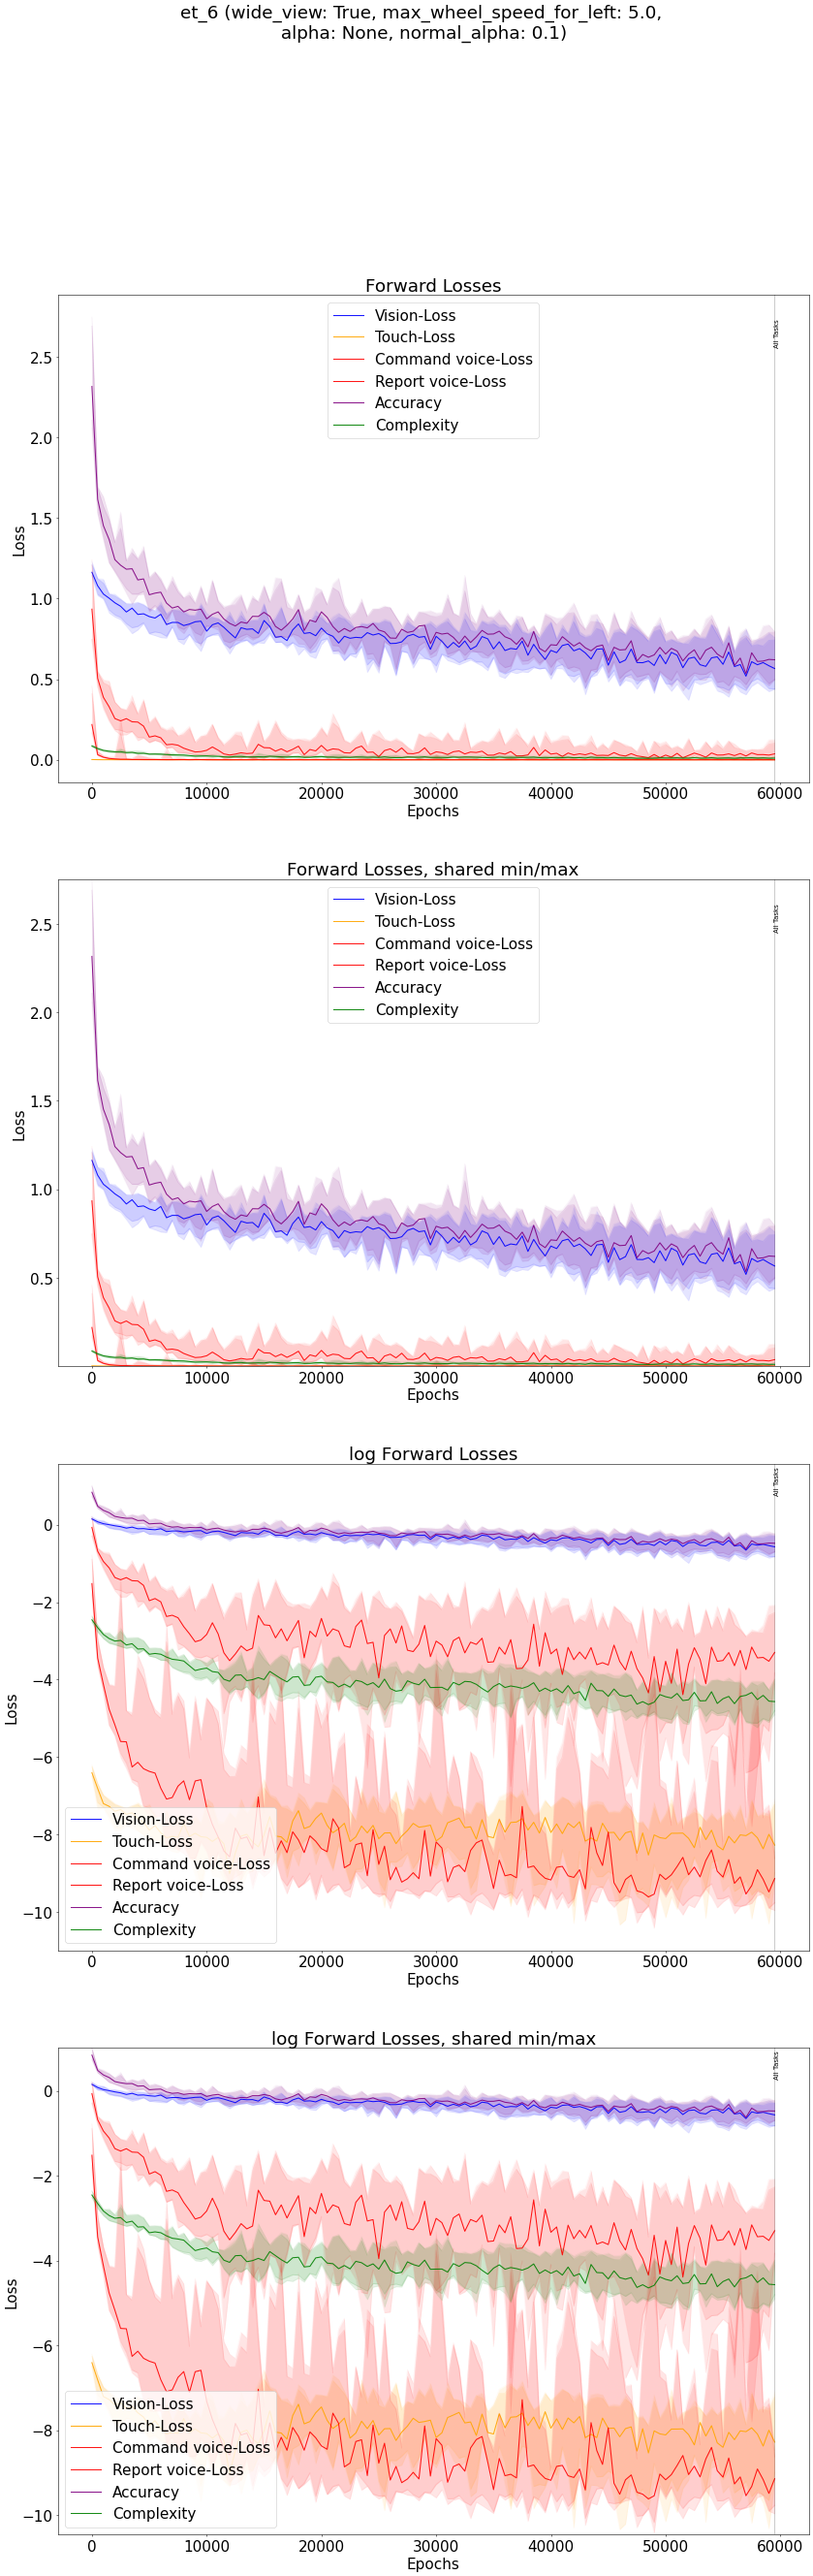 et_6 (wide_view: True, max_wheel_speed_for_left: 5.0,
alpha: None, normal_alpha: 0.1)
Forward Losses
Vision-Loss
Touch-Loss
Command voice-Loss
Report voice-Loss
Accuracy
Complexity
All Tasks
2.5
2.0
1.5
1.0
0.5
0.0
Loss
0 10000 20000 30000 40000 50000 60000
Epochs
Forward Losses, shared min/max
Vision-Loss
Touch-Loss
Command voice-Loss
Report voice-Loss
Accuracy
Complexity
All Tasks
2.5
2.0
1.5
1.0
0.5
Loss
0 10000 20000 30000 40000 50000 60000
Epochs
log Forward Losses
All Tasks
0
−2
−4
−6
−8
−10
Loss
Vision-Loss
Touch-Loss
Command voice-Loss
Report voice-Loss
Accuracy
Complexity
0 10000 20000 30000 40000 50000 60000
Epochs
log Forward Losses, shared min/max
All Tasks
0
−2
−4
−6
−8
−10
Loss
Vision-Loss
Touch-Loss
Command voice-Loss
Report voice-Loss
Accuracy
Complexity
0 10000 20000 30000 40000 50000 60000
Epochs